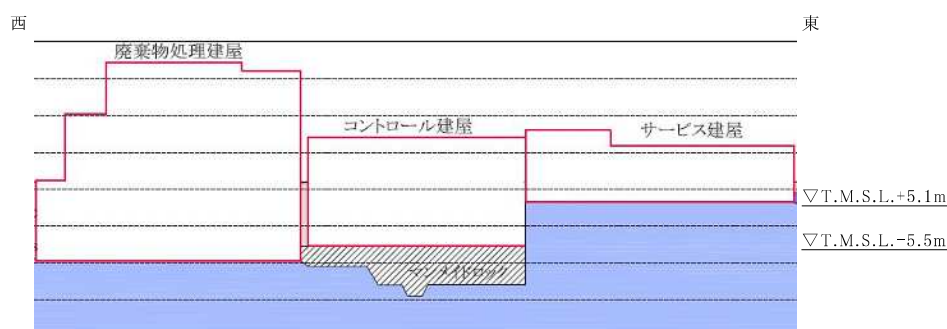 西
東
廃棄物処理建屋
コントロール建屋
サービス建屋
▽T.M.S.L.+5.1m
▽T.M.S.L.-5.5m
マンメイドロック